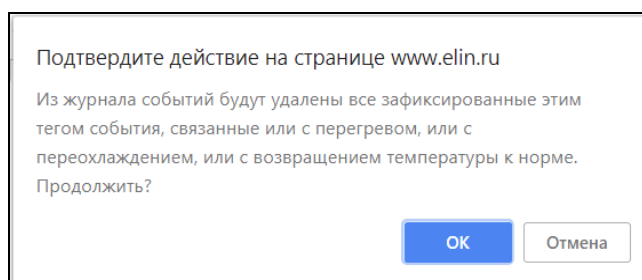 Подтвердите действие на странице www.elin.ru
Из журнала событий будут удалены все зафиксированные этим
тегом события, связанные или с перегревом, или с
переохлаждением, или с возвращением температуры к норме.
Продолжить?
ОК Отмена